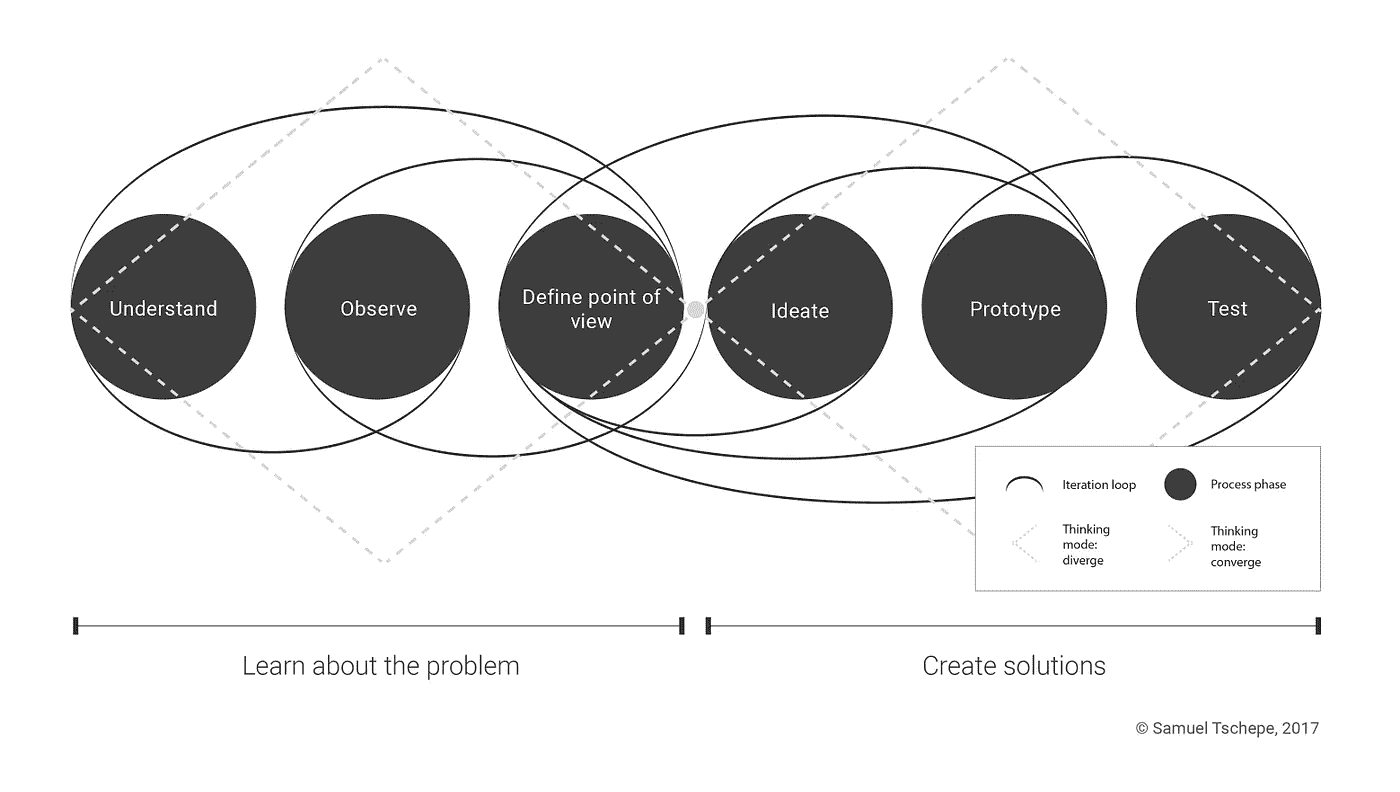 Understand
Observe
Define point of
view
Ideate
Prototype
Test
Iteration loop
Process phase
Thinking
mode:
diverge
Thinking
mode:
converge
Learn about the problem
Create solutions
© Samuel Tschepe, 2017